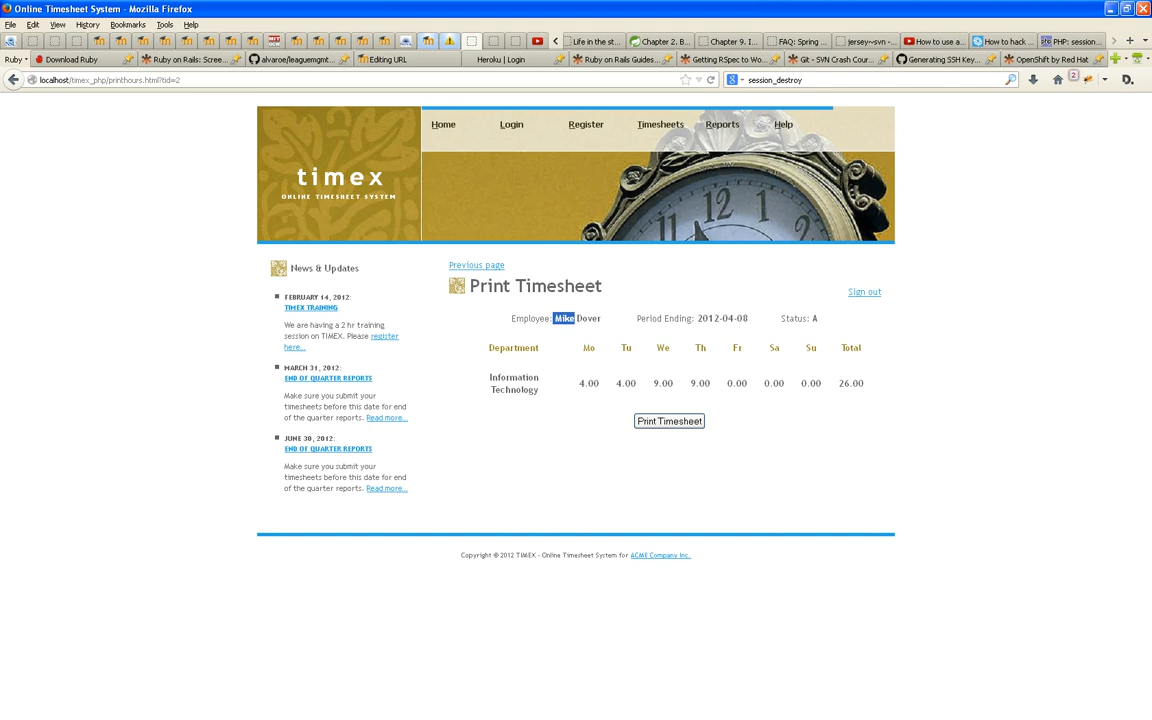 Online Timesheet System - Mozilla Firefox
File Edit View History Bookmarks Tools Help
Life in the st... Chapter 2. B... Chapter 9. I... FAQ: Spring ... jersey~svn -... How to use a... How to hack ... PHP: session...
Ruby Download Ruby Ruby on Rails: Scree... alvaroe/leaguemgmt... Editing URL Heroku | Login Ruby on Rails Guides... Getting RSpec to Wo... Git - SVN Crash Cour... Generating SSH Key... OpenShift by Red Hat
localhost/timex_php/printhours.html?tid=2 session_destroy 2 D.
Home Login Register Timesheets Reports Help
timex
ONLINE TIMESHEET SYSTEM
12 1 11
News & Updates
FEBRUARY 14, 2012:
TIMEX TRAINING
We are having a 2 hr training
session on TIMEX. Please register
here...
MARCH 31, 2012:
END OF QUARTER REPORTS
Make sure you submit your
timesheets before this date for end
of the quarter reports. Read more...
JUNE 30, 2012:
END OF QUARTER REPORTS
Make sure you submit your
timesheets before this date for end
of the quarter reports. Read more...
Previous page
Print Timesheet
Sign out
Employee: Mike Dover Period Ending: 2012-04-08 Status: A
Department Mo Tu We Th Fr Sa Su Total
Information
Technology 4.00 4.00 9.00 9.00 0.00 0.00 0.00 26.00
Print Timesheet
Copyright © 2012 TIMEX - Online Timesheet System for ACME Company Inc.